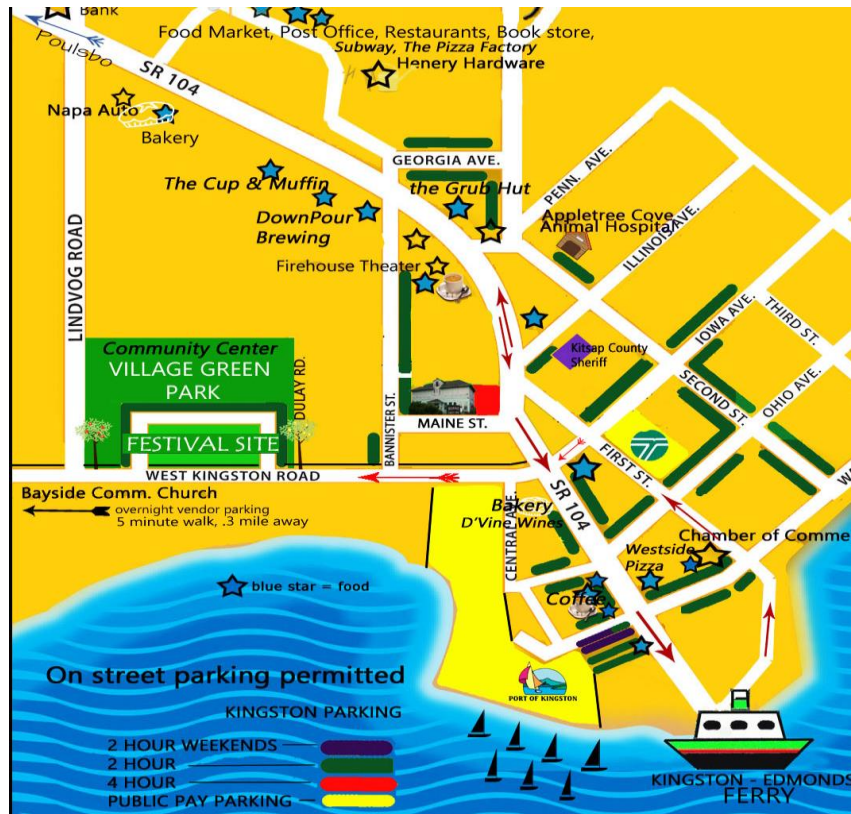 Bank
Food Market, Post Office, Restaurants, Book store,
Subway, The Pizza Factory
Henery Hardware
Poulsbo
SR 104
Napa Auto
Bakery
GEORGIA AVE.
PENN. AVE.
The Cup & Muffin
the Grub Hut
DownPour
Brewing
Appletree Cove
Animal Hospital
ILLINOIS AVE.
Firehouse Theater
LINDVOG ROAD
IOWA AVE.
THIRD ST.
Community Center
VILLAGE GREEN
PARK
DULAY RD.
Kitsap County
Sheriff
SECOND ST.
OHIO AVE.
BANNISTER ST.
MAINE ST.
FESTIVAL SITE
FIRST ST.
WEST KINGSTON ROAD
WA
Bayside Comm. Church
overnight vendor parking
5 minute walk, .3 mile away
SR 104
Bakery
D'Vine Wines
CENTRAL AVE.
Chamber of Comme
Westside
Pizza
blue star = food
Coffee
On street parking permitted
PORT OF KINGSTON
KINGSTON PARKING
2 HOUR WEEKENDS
2 HOUR
4 HOUR
PUBLIC PAY PARKING
KINGSTON - EDMONDS
FERRY